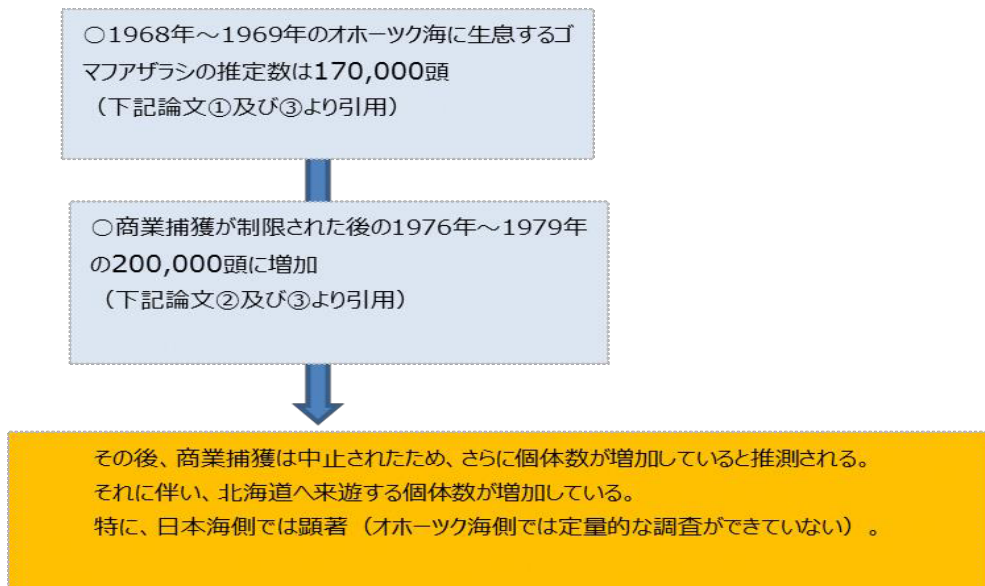 ○1968年～1969年のオホーツク海に生息するゴ
マフアザラシの推定数は170,000頭
（下記論文①及び③より引用）
○商業捕獲が制限された後の1976年～1979年
の200,000頭に増加
（下記論文②及び③より引用）
その後、商業捕獲は中止されたため、さらに個体数が増加していると推測される。
それに伴い、北海道へ来遊する個体数が増加している。
特に、日本海側では顕著（オホーツク海側では定量的な調査ができていない）。